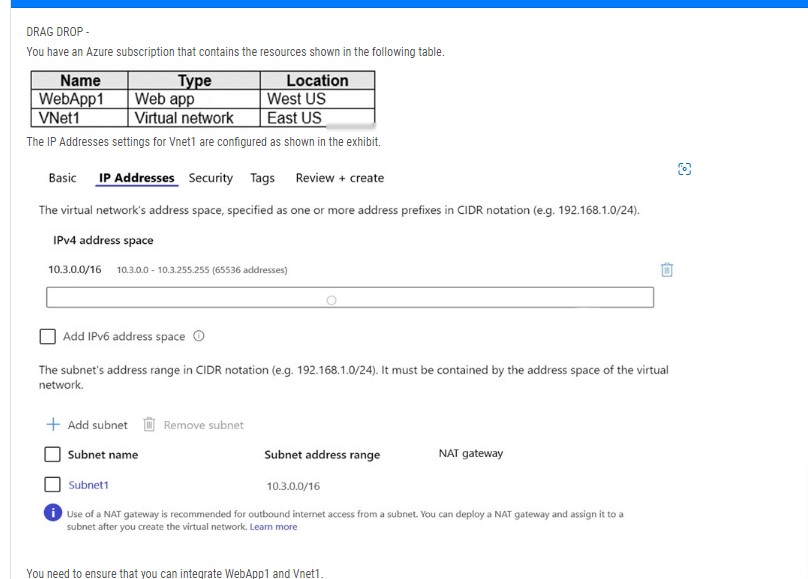 DRAG DROP -
You have an Azure subscription that contains the resources shown in the following table.
Name Type Location
WebApp1 Web app West US
VNet1 Virtual network East US
The IP Addresses settings for Vnet1 are configured as shown in the exhibit.
Basic IP Addresses Security Tags Review + create
The virtual network's address space, specified as one or more address prefixes in CIDR notation (e.g. 192.168.1.0/24).
IPv4 address space
10.3.0.0/16 10.3.0.0 - 10.3.255.255 (65536 addresses)
Add IPv6 address space
The subnet's address range in CIDR notation (e.g. 192.168.1.0/24). It must be contained by the address space of the virtual
network.
+ Add subnet Remove subnet
Subnet name Subnet address range NAT gateway
Subnet1 10.3.0.0/16
Use of a NAT gateway is recommended for outbound internet access from a subnet. You can deploy a NAT gateway and assign it to a
subnet after you create the virtual network. Learn more
You need to ensure that you can integrate WebApp1 and Vnet1.